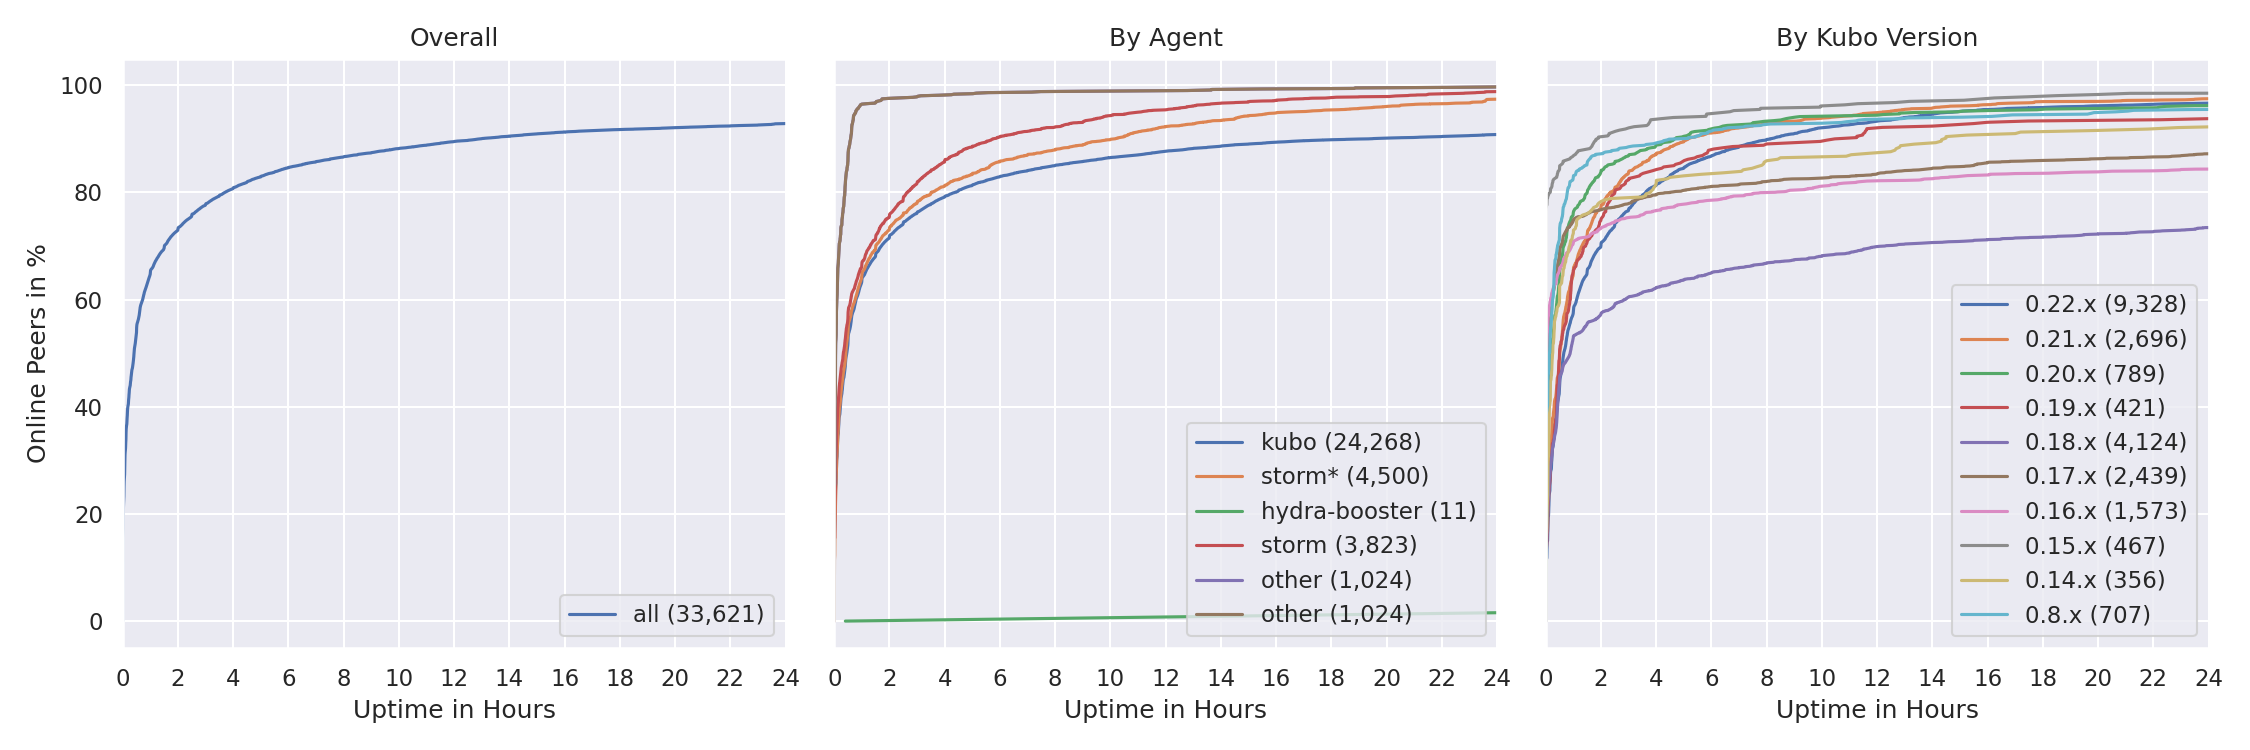 Overall
By Agent
By Kubo Version
Online Peers in %
100
80
60
40
20
0
all (33,621)
kubo (24,268)
storm* (4,500)
hydra-booster (11)
storm (3,823)
other (1,024)
other (1,024)
0.22.x (9,328)
0.21.x (2,696)
0.20.x (789)
0.19.x (421)
0.18.x (4,124)
0.17.x (2,439)
0.16.x (1,573)
0.15.x (467)
0.14.x (356)
0.8.x (707)
0 2 4 6 8 10 12 14 16 18 20 22 24
0 2 4 6 8 10 12 14 16 18 20 22 24
0 2 4 6 8 10 12 14 16 18 20 22 24
Uptime in Hours
Uptime in Hours
Uptime in Hours